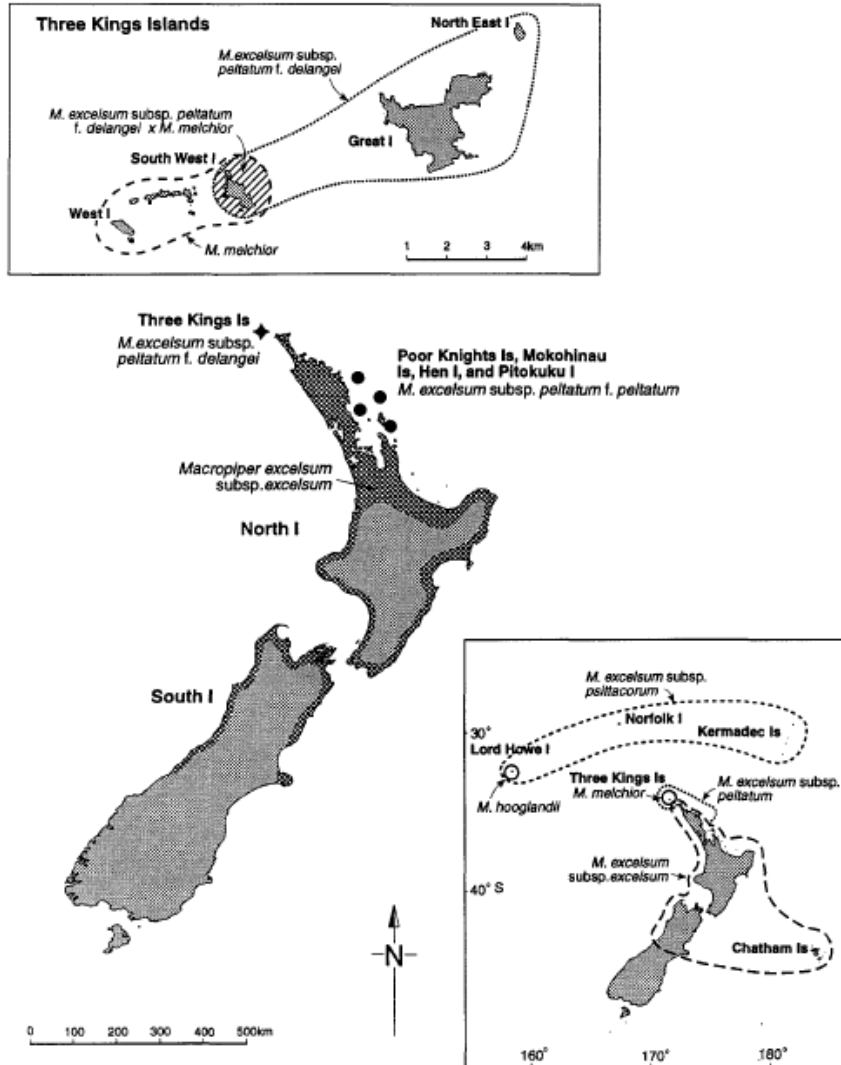 Three Kings Islands
North East I
M.excelsum subsp.
peltatum f. delangei
M. excelsum subsp. peltatum
f. delangei x M. melchior
South West I
Great I
West I
M. melchior
1 2 3 4km
Three Kings Is
M.excelsum subsp.
peltatum f. delangei
Poor Knights Is, Mokohinau
Is, Hen I, and Pitokuku I
M. excelsum subsp. peltatum f. peltatum
Macropiper excelsum
subsp.excelsum
North I
South I
N
0 100 200 300 400 500km
M. excelsum subsp.
psittacorum
Norfolk I
Kermadec Is
30°
Lord Howe I
M. hooglandii
Three Kings Is
M. melchior
M. excelsum subsp.
peltatum
M. excelsum
subsp.excelsum
40° S
Chatham Is
160° 170° 180°